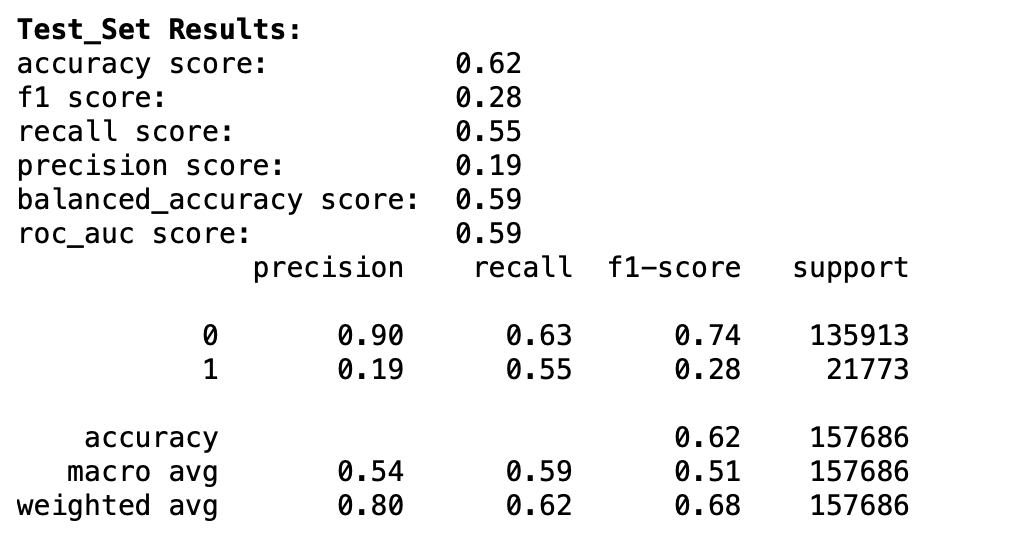 Test_Set Results:
accuracy score: 0.62
f1 score: 0.28
recall score: 0.55
precision score: 0.19
balanced_accuracy score: 0.59
roc_auc score: 0.59
precision recall f1-score support
0 0.90 0.63 0.74 135913
1 0.19 0.55 0.28 21773
accuracy 0.62 157686
macro avg 0.54 0.59 0.51 157686
weighted avg 0.80 0.62 0.68 157686